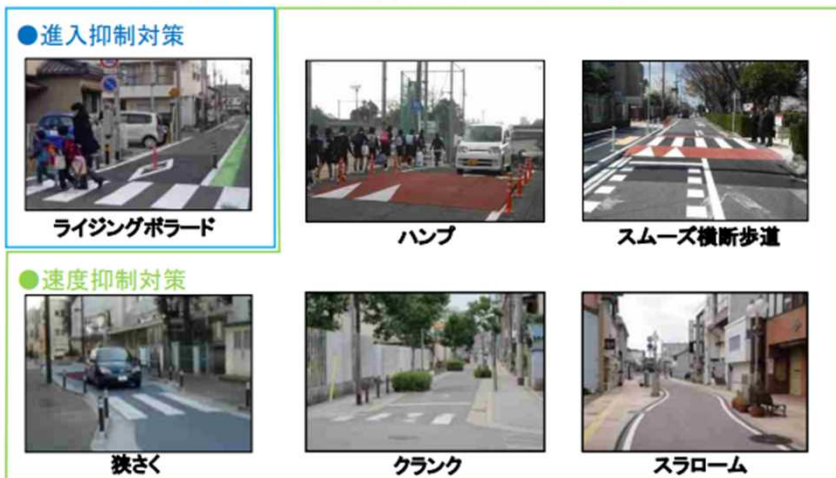 ●進入抑制対策
ライジングボラード
ハンプ
スムーズ横断歩道
●速度抑制対策
狭さく
クランク
スラローム